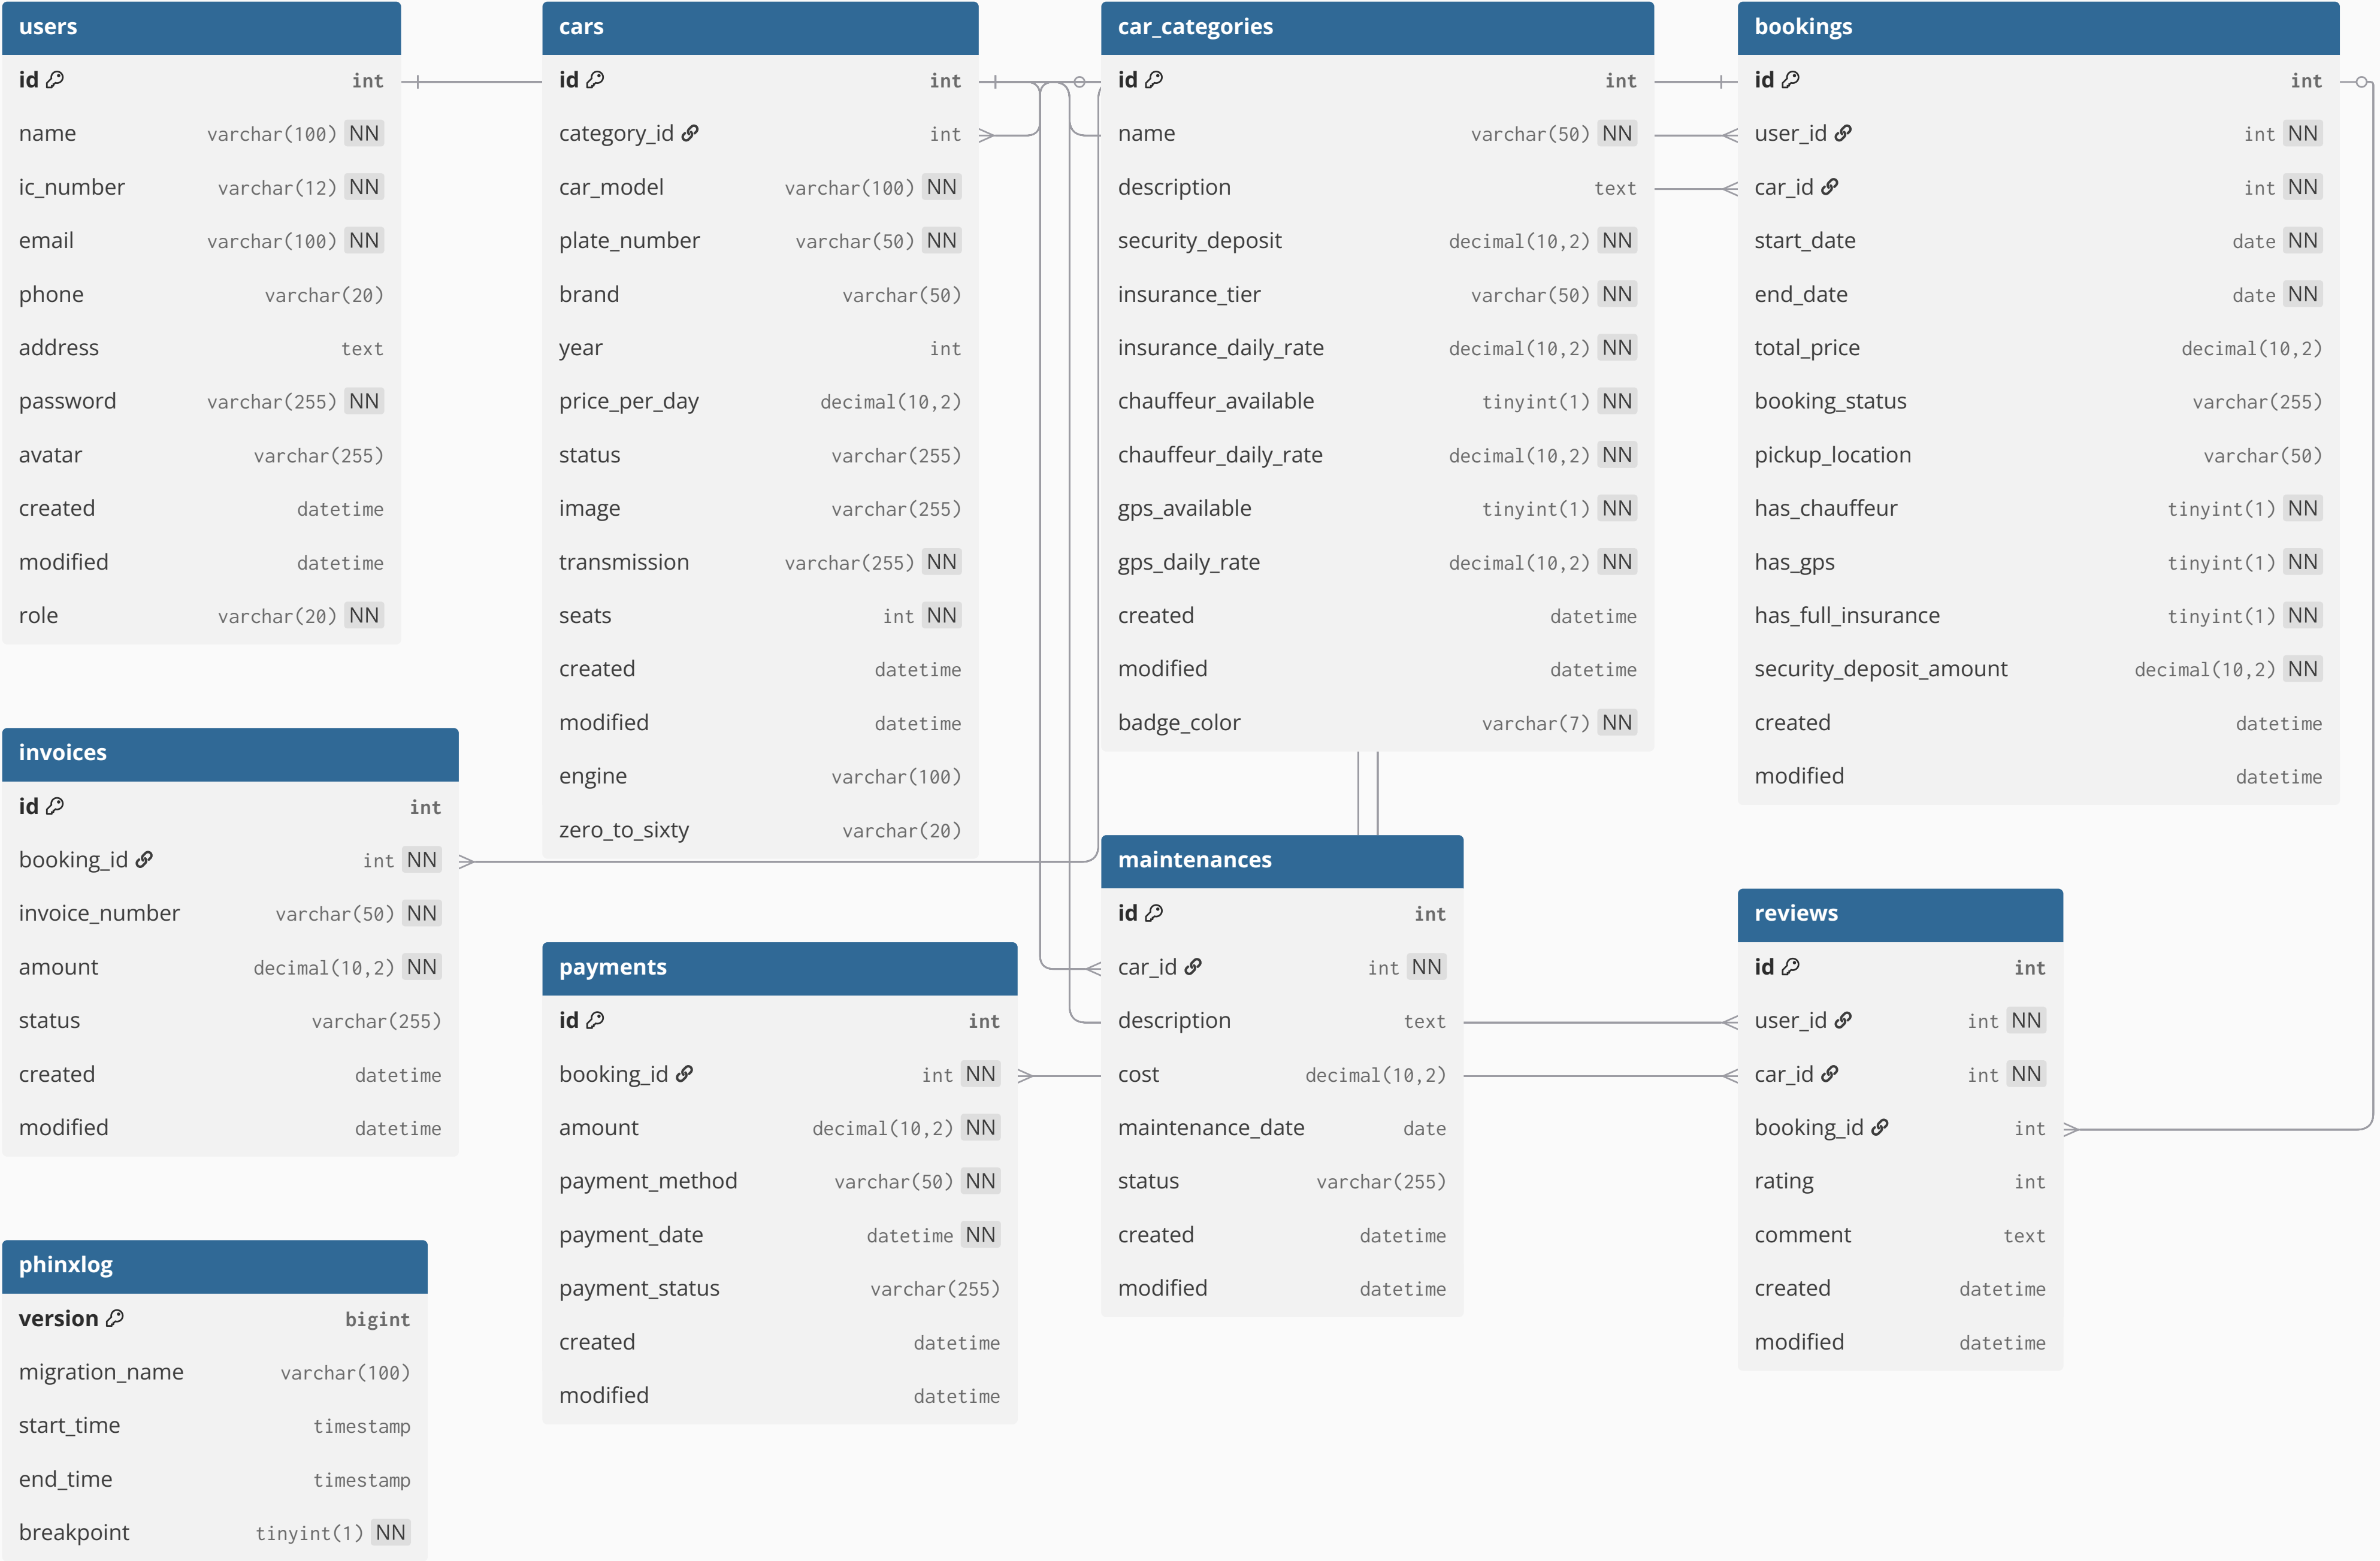 users
id int
name varchar(100) NN
ic_number varchar(12) NN
email varchar(100) NN
phone varchar(20)
address text
password varchar(255) NN
avatar varchar(255)
created datetime
modified datetime
role varchar(20) NN
cars
id int
category_id int
car_model varchar(100) NN
plate_number varchar(50) NN
brand varchar(50)
year int
price_per_day decimal(10,2)
status varchar(255)
image varchar(255)
transmission varchar(255) NN
seats int NN
created datetime
modified datetime
engine varchar(100)
zero_to_sixty varchar(20)
car_categories
id int
name varchar(50) NN
description text
security_deposit decimal(10,2) NN
insurance_tier varchar(50) NN
insurance_daily_rate decimal(10,2) NN
chauffeur_available tinyint(1) NN
chauffeur_daily_rate decimal(10,2) NN
gps_available tinyint(1) NN
gps_daily_rate decimal(10,2) NN
created datetime
modified datetime
badge_color varchar(7) NN
bookings
id int
user_id int NN
car_id int NN
start_date date NN
end_date date NN
total_price decimal(10,2)
booking_status varchar(255)
pickup_location varchar(50)
has_chauffeur tinyint(1) NN
has_gps tinyint(1) NN
has_full_insurance tinyint(1) NN
security_deposit_amount decimal(10,2) NN
created datetime
modified datetime
invoices
id int
booking_id int NN
invoice_number varchar(50) NN
amount decimal(10,2) NN
status varchar(255)
created datetime
modified datetime
payments
id int
booking_id int NN
amount decimal(10,2) NN
payment_method varchar(50) NN
payment_date datetime NN
payment_status varchar(255)
created datetime
modified datetime
maintenances
id int
car_id int NN
description text
cost decimal(10,2)
maintenance_date date
status varchar(255)
created datetime
modified datetime
reviews
id int
user_id int NN
car_id int NN
booking_id int
rating int
comment text
created datetime
modified datetime
phinxlog
version bigint
migration_name varchar(100)
start_time timestamp
end_time timestamp
breakpoint tinyint(1) NN